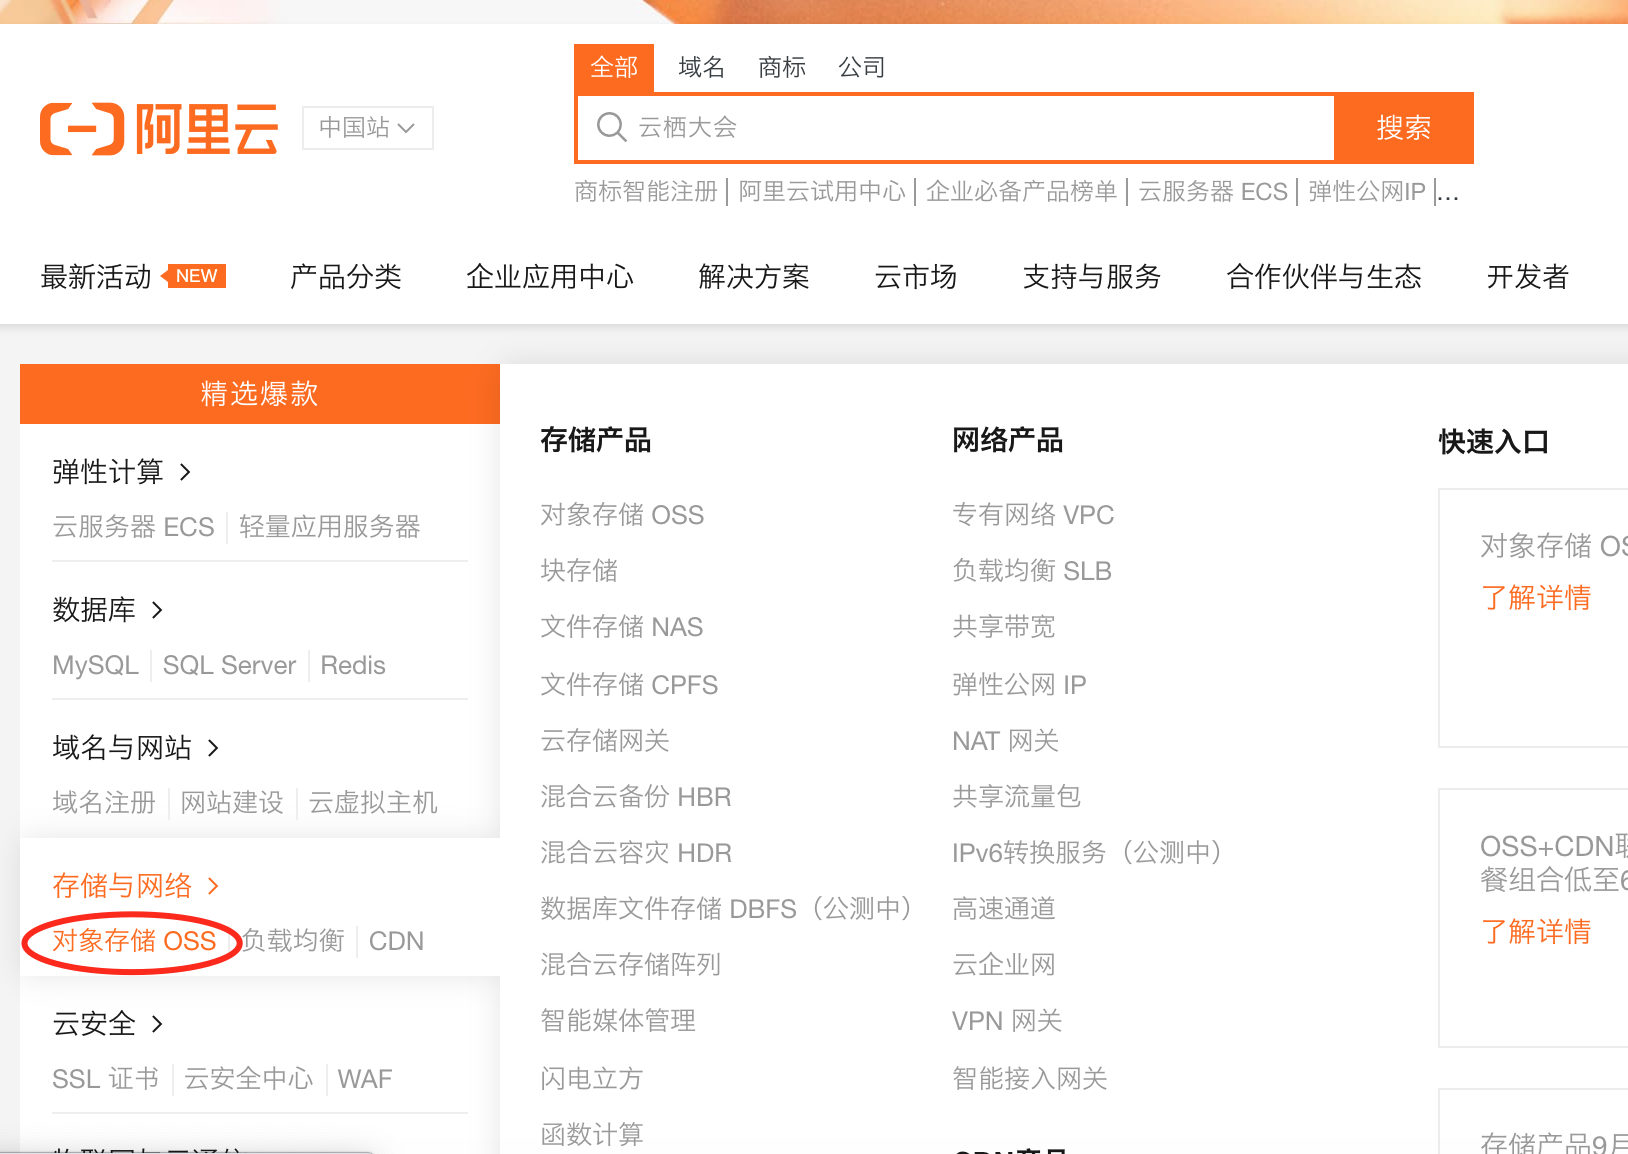 全部 域名 商标 公司
阿里云 中国站
云栖大会 搜索
商标智能注册 | 阿里云试用中心 | 企业必备产品榜单 | 云服务器 ECS | 弹性公网IP |...
最新活动 NEW 产品分类 企业应用中心 解决方案 云市场 支持与服务 合作伙伴与生态 开发者
精选爆款
弹性计算 >
云服务器 ECS | 轻量应用服务器
数据库 >
MySQL | SQL Server | Redis
域名与网站 >
域名注册 | 网站建设 | 云虚拟主机
存储与网络 >
对象存储 OSS | 负载均衡 | CDN
云安全 >
SSL 证书 | 云安全中心 | WAF
存储产品
对象存储 OSS
块存储
文件存储 NAS
文件存储 CPFS
云存储网关
混合云备份 HBR
混合云容灾 HDR
数据库文件存储 DBFS（公测中）
混合云存储阵列
智能媒体管理
闪电立方
函数计算
网络产品
专有网络 VPC
负载均衡 SLB
共享带宽
弹性公网 IP
NAT 网关
共享流量包
IPv6转换服务（公测中）
高速通道
云企业网
VPN 网关
智能接入网关
CDN产品
快速入口
对象存储 OS
了解详情
OSS+CDN
餐组合低至6
了解详情
存储产品9月